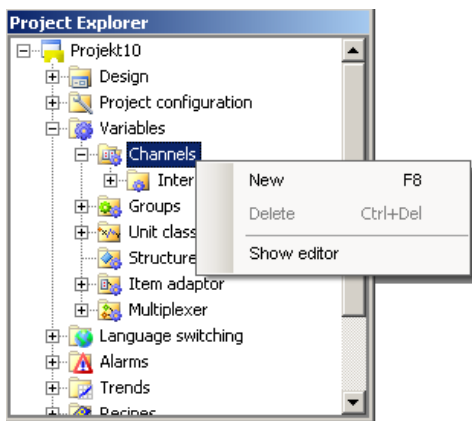 Project Explorer
Projekt10
Design
Project configuration
Variables
Channels
Inter
New F8
Groups
Delete Ctrl+Del
Unit class
Structure
Show editor
Item adaptor
Multiplexer
Language switching
Alarms
Trends
Recipes